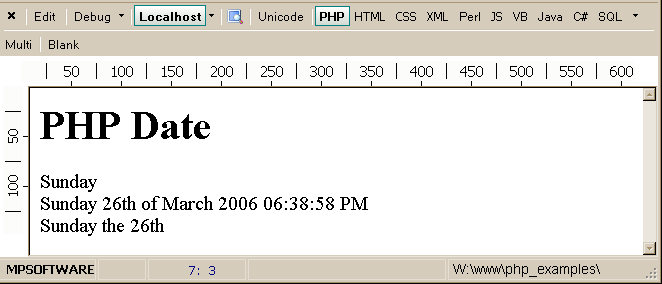 × Edit Debug Localhost Unicode PHP HTML CSS XML Perl JS VB Java C# SQL
Multi Blank
50 100 150 200 250 300 350 400 450 500 550 600
50
100
PHP Date
Sunday
Sunday 26th of March 2006 06:38:58 PM
Sunday the 26th
MPSOFTWARE 7: 3 W:\www\php_examples\